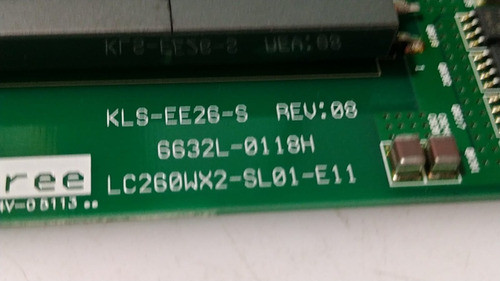 KLS-EE26-S REV:08
6632L-0118H
ree
LC260WX2-SL01-E11